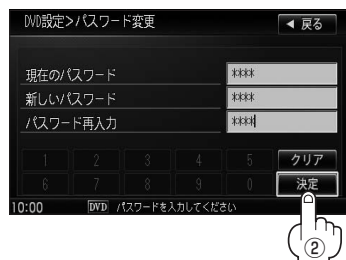 DVD設定>パスワード変更
◀ 戻る
現在のパスワード ****
新しいパスワード ****
パスワード再入力 ****
1 2 3 4 5 クリア
6 7 8 9 0 決定
10:00 DVD パスワードを入力してください
②